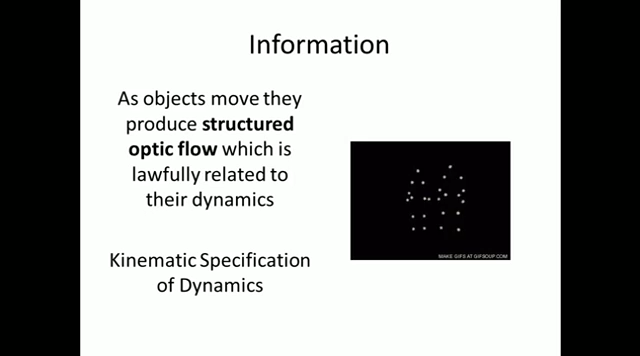 Information
As objects move they
produce structured
optic flow which is
lawfully related to
their dynamics
Kinematic Specification
of Dynamics
MAKE GIFS AT GIFSOUP.COM